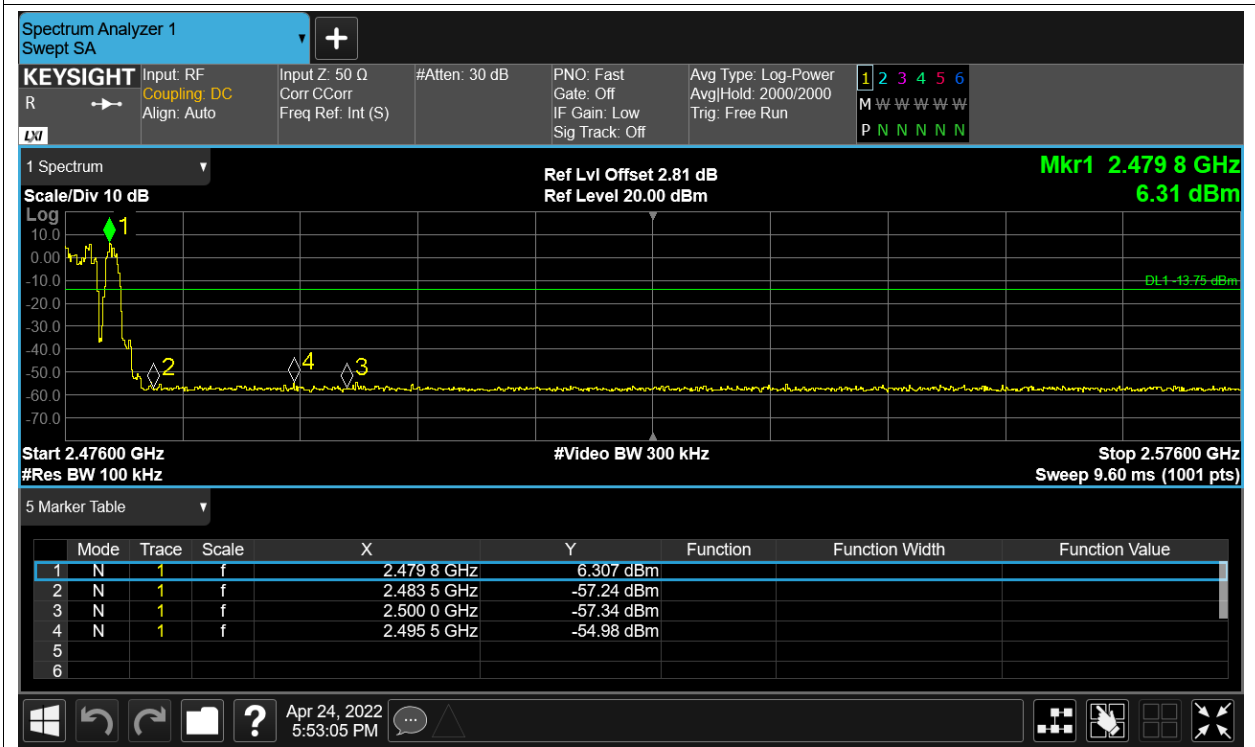 Spectrum Analyzer 1
Swept SA
+
KEYSIGHT Input: RF Input Z: 50 Ω #Atten: 30 dB PNO: Fast Avg Type: Log-Power 1 2 3 4 5 6
R Coupling: DC Corr CCorr Gate: Off Avg|Hold: 2000/2000 M W W W W W W
Align: Auto Freq Ref: Int (S) IF Gain: Low Trig: Free Run
LXI Sig Track: Off P N N N N N N
1 Spectrum Ref Lvl Offset 2.81 dB Mkr1 2.479 8 GHz
Scale/Div 10 dB Ref Level 20.00 dBm 6.31 dBm
Log
1
10.0
0.00
-10.0
DL1 -13.75 dBm
-20.0
-30.0
-40.0
2 4 3
-50.0
-60.0
-70.0
Start 2.47600 GHz #Video BW 300 kHz Stop 2.57600 GHz
#Res BW 100 kHz Sweep 9.60 ms (1001 pts)
5 Marker Table
Mode Trace Scale X Y Function Function Width Function Value
1 N 1 f 2.479 8 GHz 6.307 dBm
2 N 1 f 2.483 5 GHz -57.24 dBm
3 N 1 f 2.500 0 GHz -57.34 dBm
4 N 1 f 2.495 5 GHz -54.98 dBm
5
6
? Apr 24, 2022
5:53:05 PM